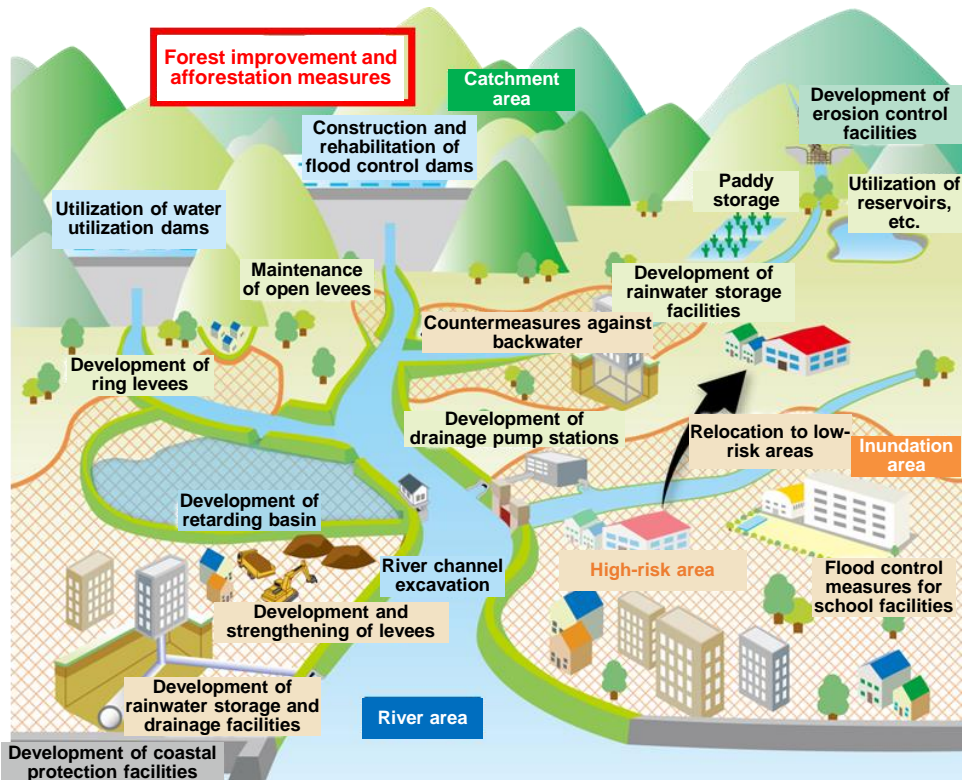 Forest improvement and
afforestation measures
Catchment
area
Development of
erosion control
facilities
Construction and
rehabilitation of
flood control dams
Paddy
storage
Utilization of
reservoirs,
etc.
Utilization of water
utilization dams
Maintenance
of open levees
Development of
rainwater storage
facilities
Countermeasures against
backwater
Development of
ring levees
Development of
drainage pump stations
Relocation to low-
risk areas
Inundation
area
Development of
retarding basin
River channel
excavation
High-risk area
Flood control
measures for
school facilities
Development and
strengthening of levees
Development of
rainwater storage and
drainage facilities
River area
Development of coastal
protection facilities